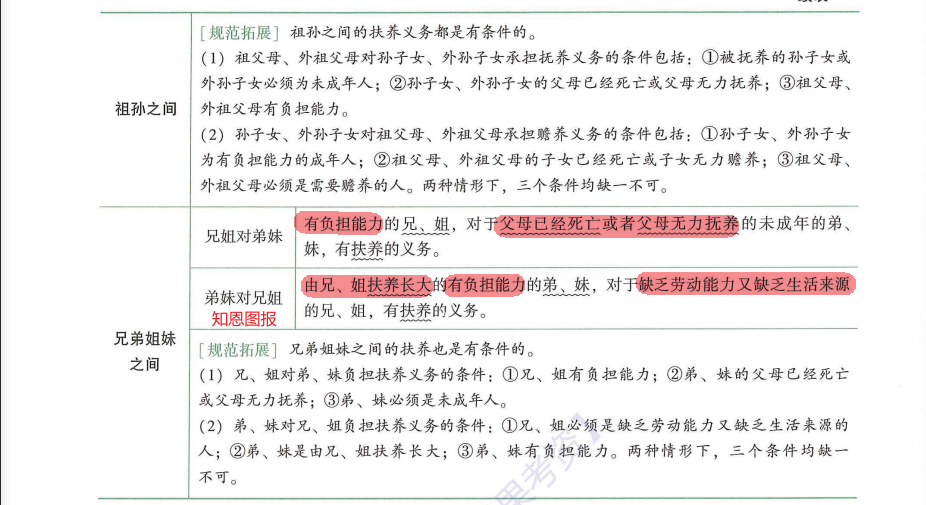 [规范拓展] 祖孙之间的扶养义务都是有条件的。
(1) 祖父母、外祖父母对孙子女、外孙子女承担抚养义务的条件包括：①被抚养的孙子女或
外孙子女必须为未成年人；②孙子女、外孙子女的父母已经死亡或父母无力抚养；③祖父母、
外祖父母有负担能力。
祖孙之间
(2) 孙子女、外孙子女对祖父母、外祖父母承担赡养义务的条件包括：①孙子女、外孙子女
为有负担能力的成年人；②祖父母、外祖父母的子女已经死亡或子女无力赡养；③祖父母、
外祖父母必须是需要赡养的人。两种情形下，三个条件均缺一不可。
兄姐对弟妹
有负担能力的兄、姐，对于父母已经死亡或者父母无力抚养的未成年的弟、
妹，有扶养的义务。
弟妹对兄姐
知恩图报
由兄、姐扶养长大的有负担能力的弟、妹，对于缺乏劳动能力又缺乏生活来源
的兄、姐，有扶养的义务。
兄弟姐妹
之间
[规范拓展] 兄弟姐妹之间的扶养也是有条件的。
(1) 兄、姐对弟、妹负担扶养义务的条件：①兄、姐有负担能力；②弟、妹的父母已经死亡
或父母无力抚养；③弟、妹必须是未成年人。
(2) 弟、妹对兄、姐负担扶养义务的条件：①兄、姐必须是缺乏劳动能力又缺乏生活来源的
人；②弟、妹是由兄、姐扶养长大；③弟、妹有负担能力。两种情形下，三个条件均缺一
不可。
果考资】